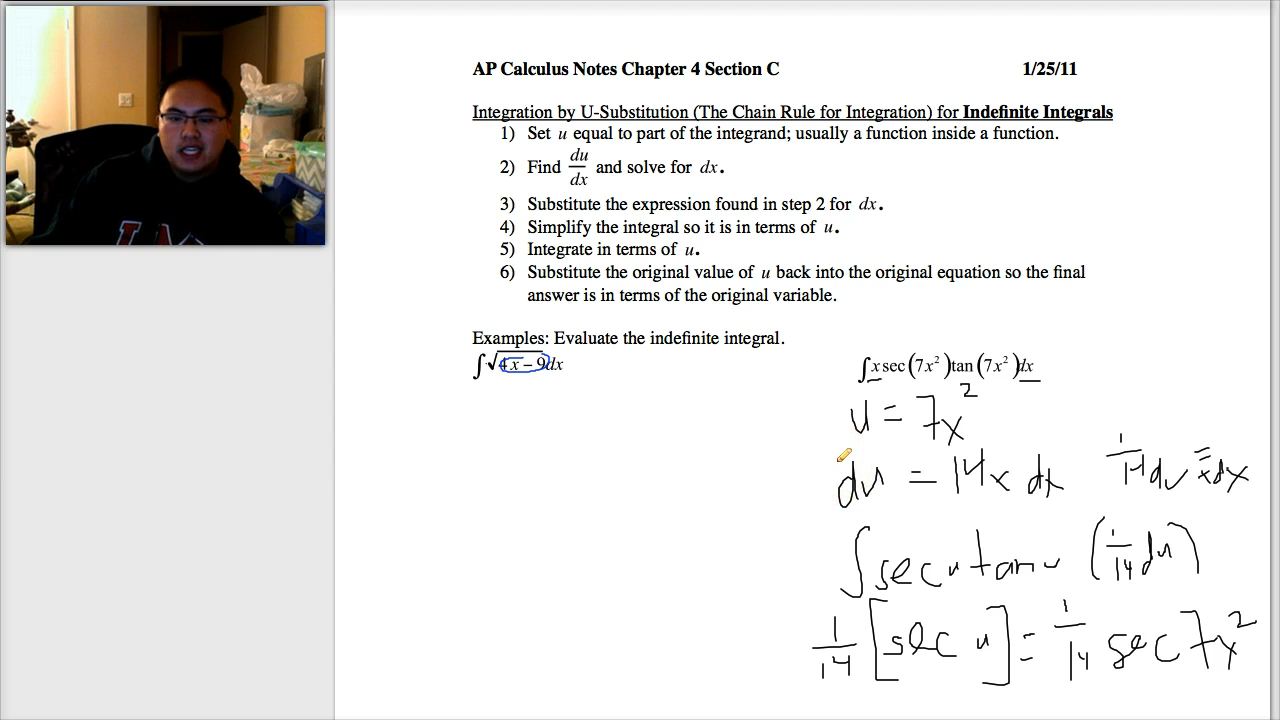 AP Calculus Notes Chapter 4 Section C 1/25/11
Integration by U-Substitution (The Chain Rule for Integration) for Indefinite Integrals
1) Set u equal to part of the integrand; usually a function inside a function.
2) Find du/dx and solve for dx.
3) Substitute the expression found in step 2 for dx.
4) Simplify the integral so it is in terms of u.
5) Integrate in terms of u.
6) Substitute the original value of u back into the original equation so the final
answer is in terms of the original variable.
Examples: Evaluate the indefinite integral.
∫√(4x – 9)dx ∫x sec(7x²)tan(7x²)dx
u = 7x²
du = 14x dx 1/14 du = xdx
∫sec u tan u (1/14 du)
1/14 [sec u] = 1/14 sec 7x²